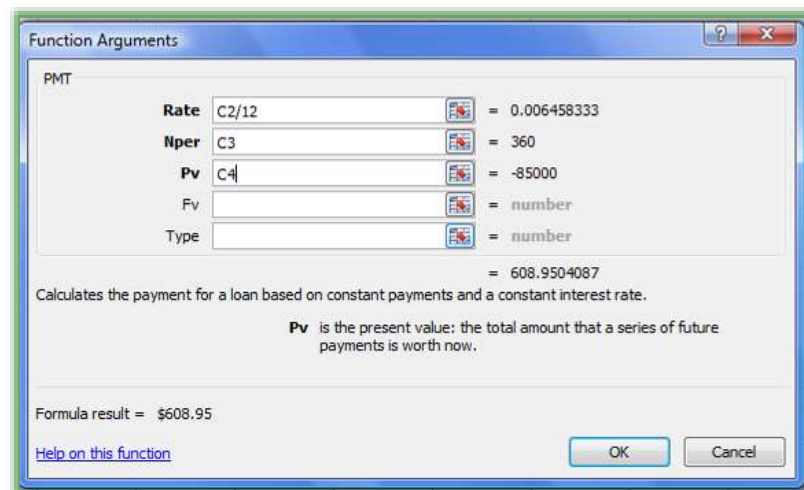 Function Arguments
PMT
Rate C2/12 = 0.006458333
Nper C3 = 360
Pv C4 = -85000
Fv = number
Type = number
= 608.9504087
Calculates the payment for a loan based on constant payments and a constant interest rate.
Pv is the present value: the total amount that a series of future
payments is worth now.
Formula result = $608.95
Help on this function OK Cancel